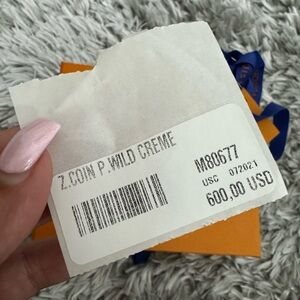 Z.COIN P.WILD CREME
M80677
USC 072021
600,00 USD